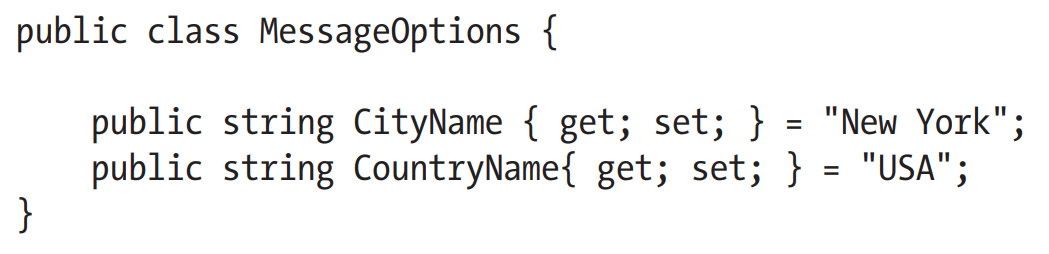 public class MessageOptions {
    public string CityName { get; set; } = "New York";
    public string CountryName{ get; set; } = "USA";
}